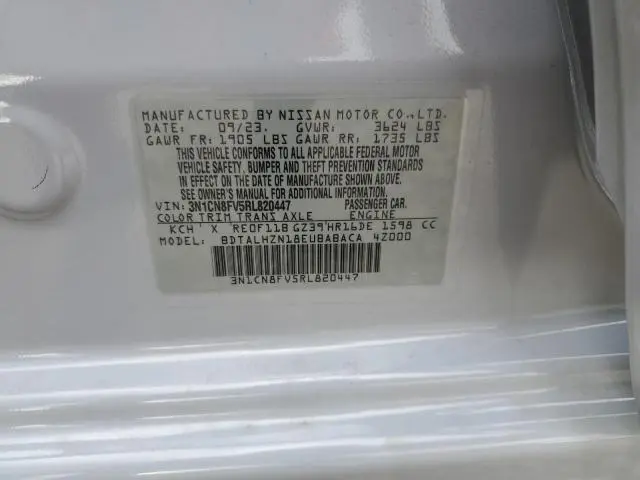 MANUFACTURED BY NISSAN MOTOR CO.,LTD.
DATE: 09/23. GVWR: 3624 LBS
GAWR FR: 1905 LBS GAWR RR: 1735 LBS
THIS VEHICLE CONFORMS TO ALL APPLICABLE FEDERAL MOTOR
VEHICLE SAFETY, BUMPER AND THEFT PREVENTION STANDARDS
IN EFFECT ON THE DATE OF MANUFACTURE SHOWN ABOVE.
SEE OWNER'S MANUAL FOR ADDITIONAL INFORMATION.
VIN: 3N1CN8FV5RL820447 PASSENGER CAR.
COLOR TRIM TRANS AXLE ENGINE
KCH X RE0F11B GZ39 HR16DE 1598 CC
MODEL: BDTALHZN18EUBABACA 4Z000
3N1CN8FV5RL820447